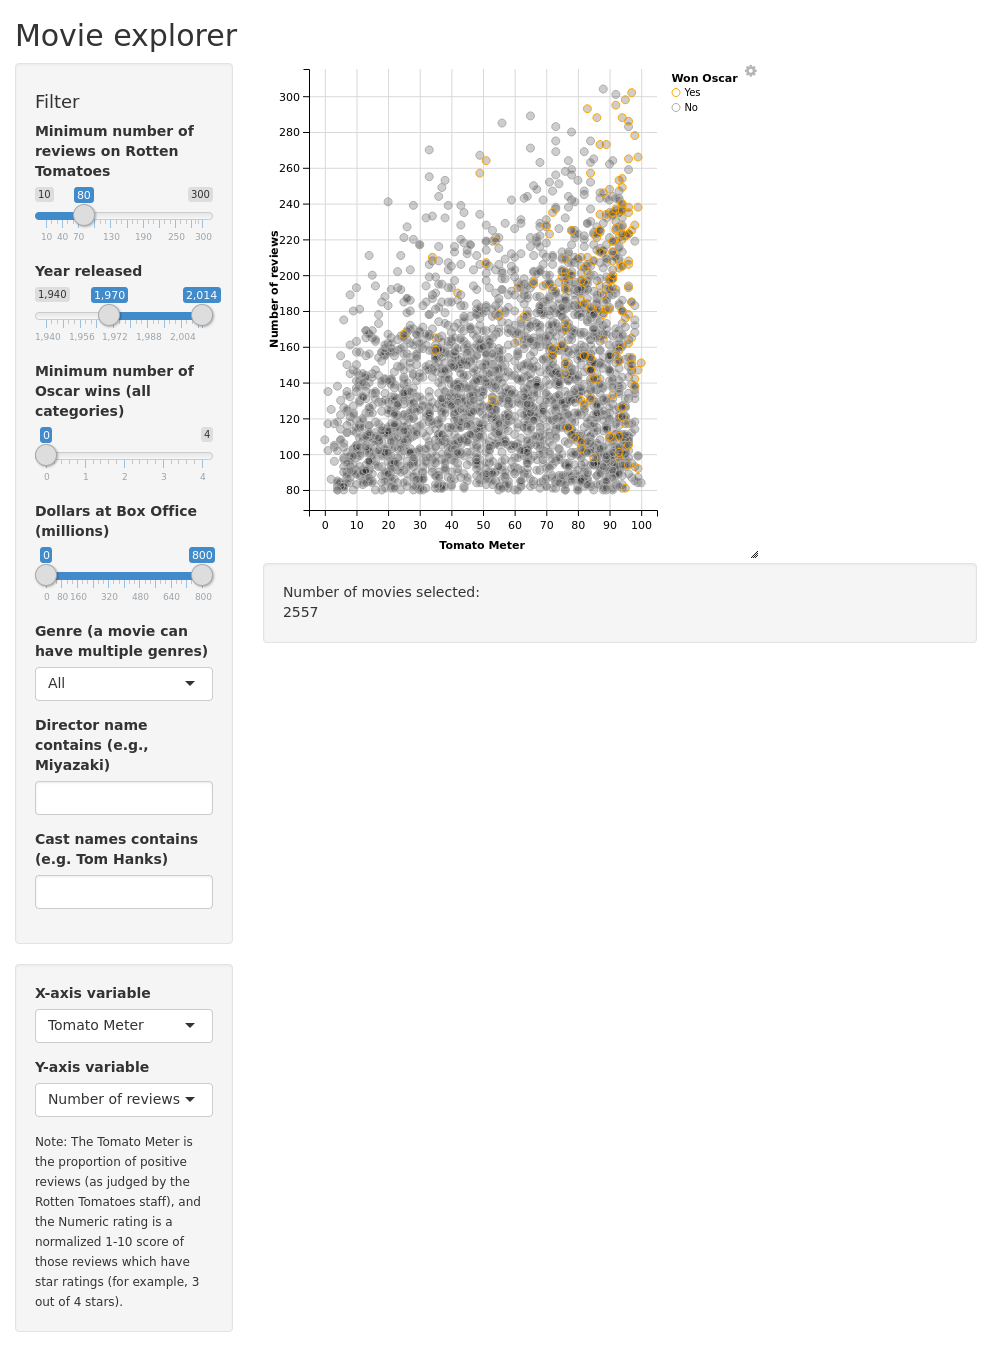 Movie explorer
Filter
Minimum number of
reviews on Rotten
Tomatoes
10 80 300
10 40 70 130 190 250 300
Year released
1,940 1,970 2,014
1,940 1,956 1,972 1,988 2,004
Minimum number of
Oscar wins (all
categories)
0 4
0 1 2 3 4
Dollars at Box Office
(millions)
0 800
0 80 160 320 480 640 800
Genre (a movie can
have multiple genres)
All
Director name
contains (e.g.,
Miyazaki)
Cast names contains
(e.g. Tom Hanks)
X-axis variable
Tomato Meter
Y-axis variable
Number of reviews
Note: The Tomato Meter is
the proportion of positive
reviews (as judged by the
Rotten Tomatoes staff), and
the Numeric rating is a
normalized 1-10 score of
those reviews which have
star ratings (for example, 3
out of 4 stars).
Number of reviews
300
280
260
240
220
200
180
160
140
120
100
80
0 10 20 30 40 50 60 70 80 90 100
Tomato Meter
Won Oscar
Yes
No
Number of movies selected:
2557